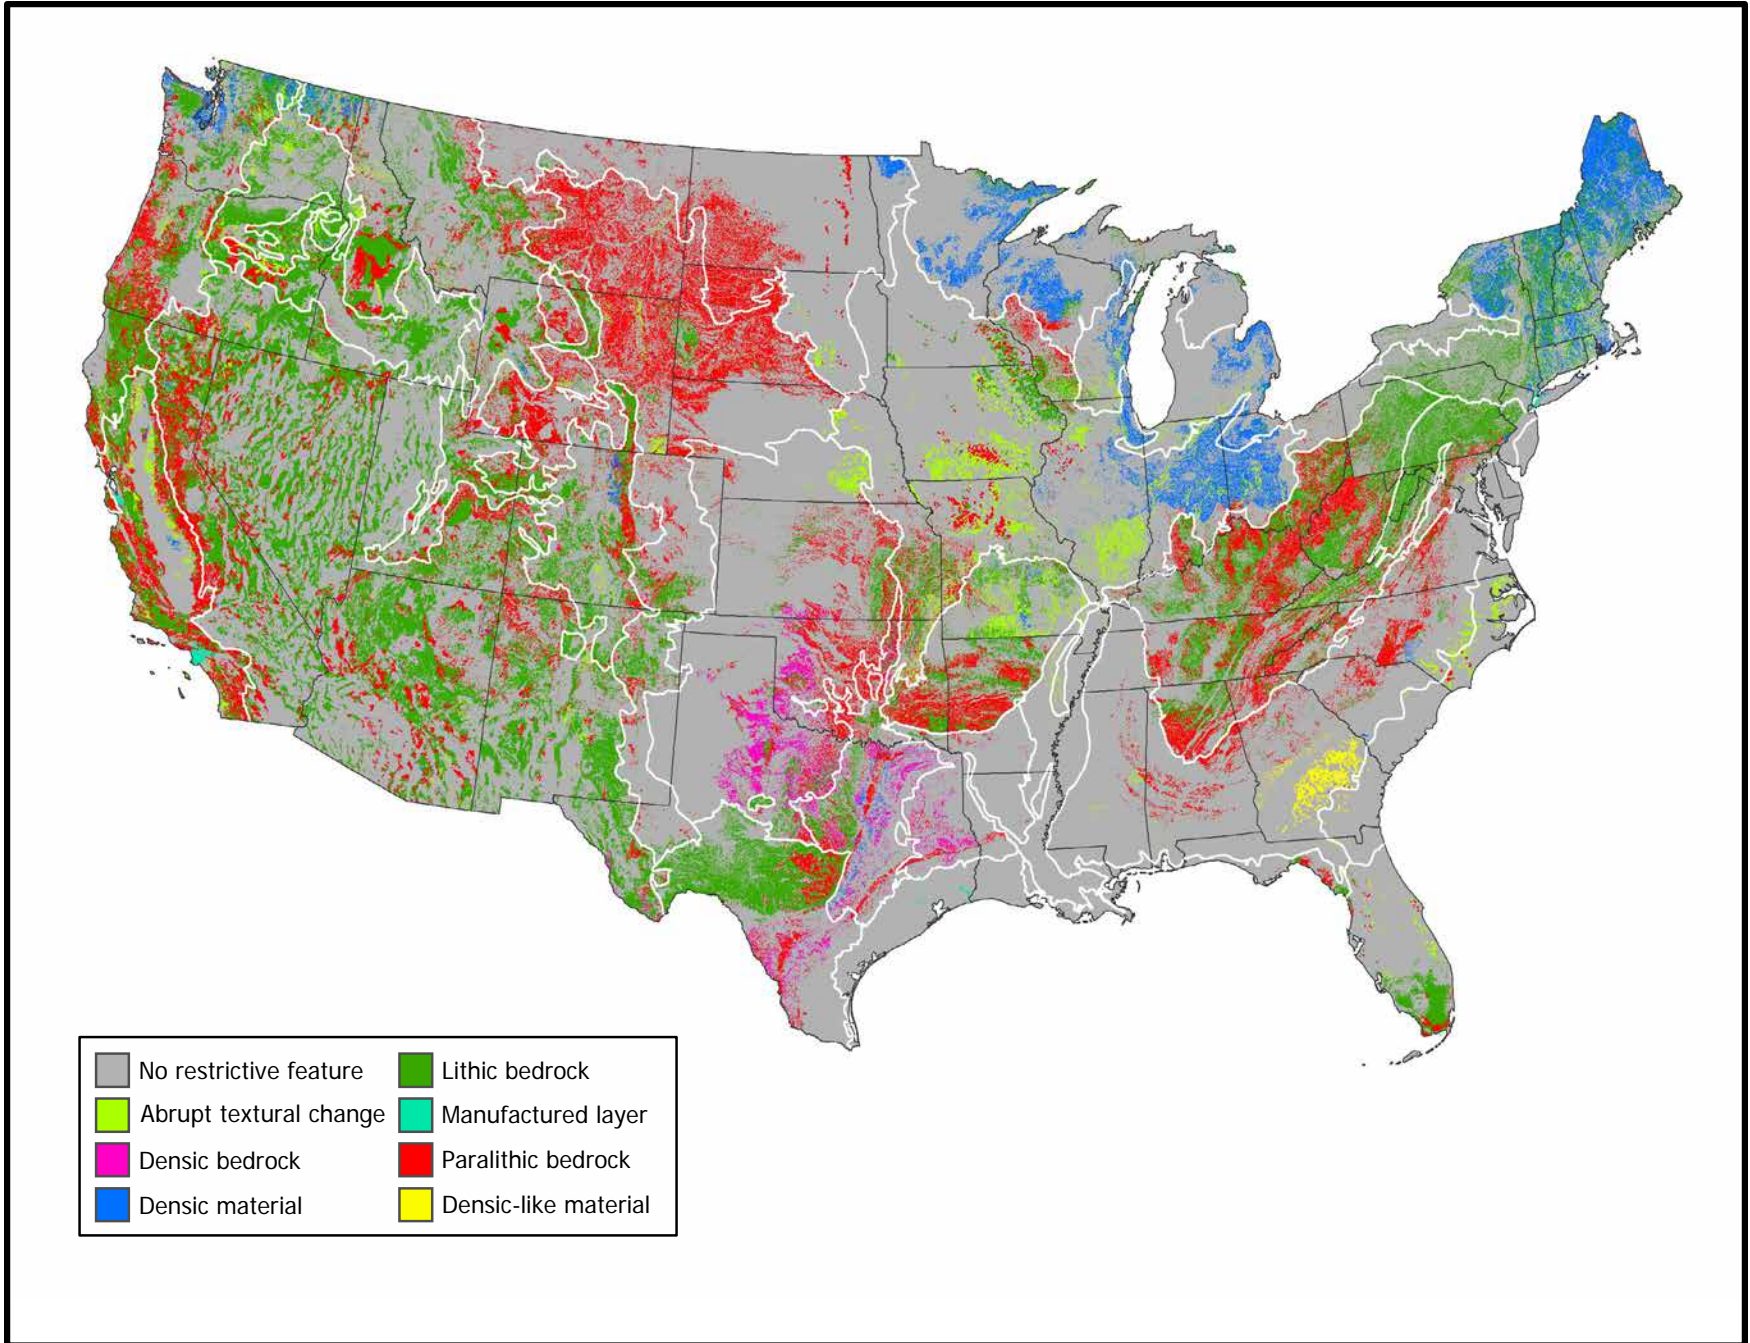 No restrictive feature
Lithic bedrock
Abrupt textural change
Manufactured layer
Densic bedrock
Paralithic bedrock
Densic material
Densic-like material